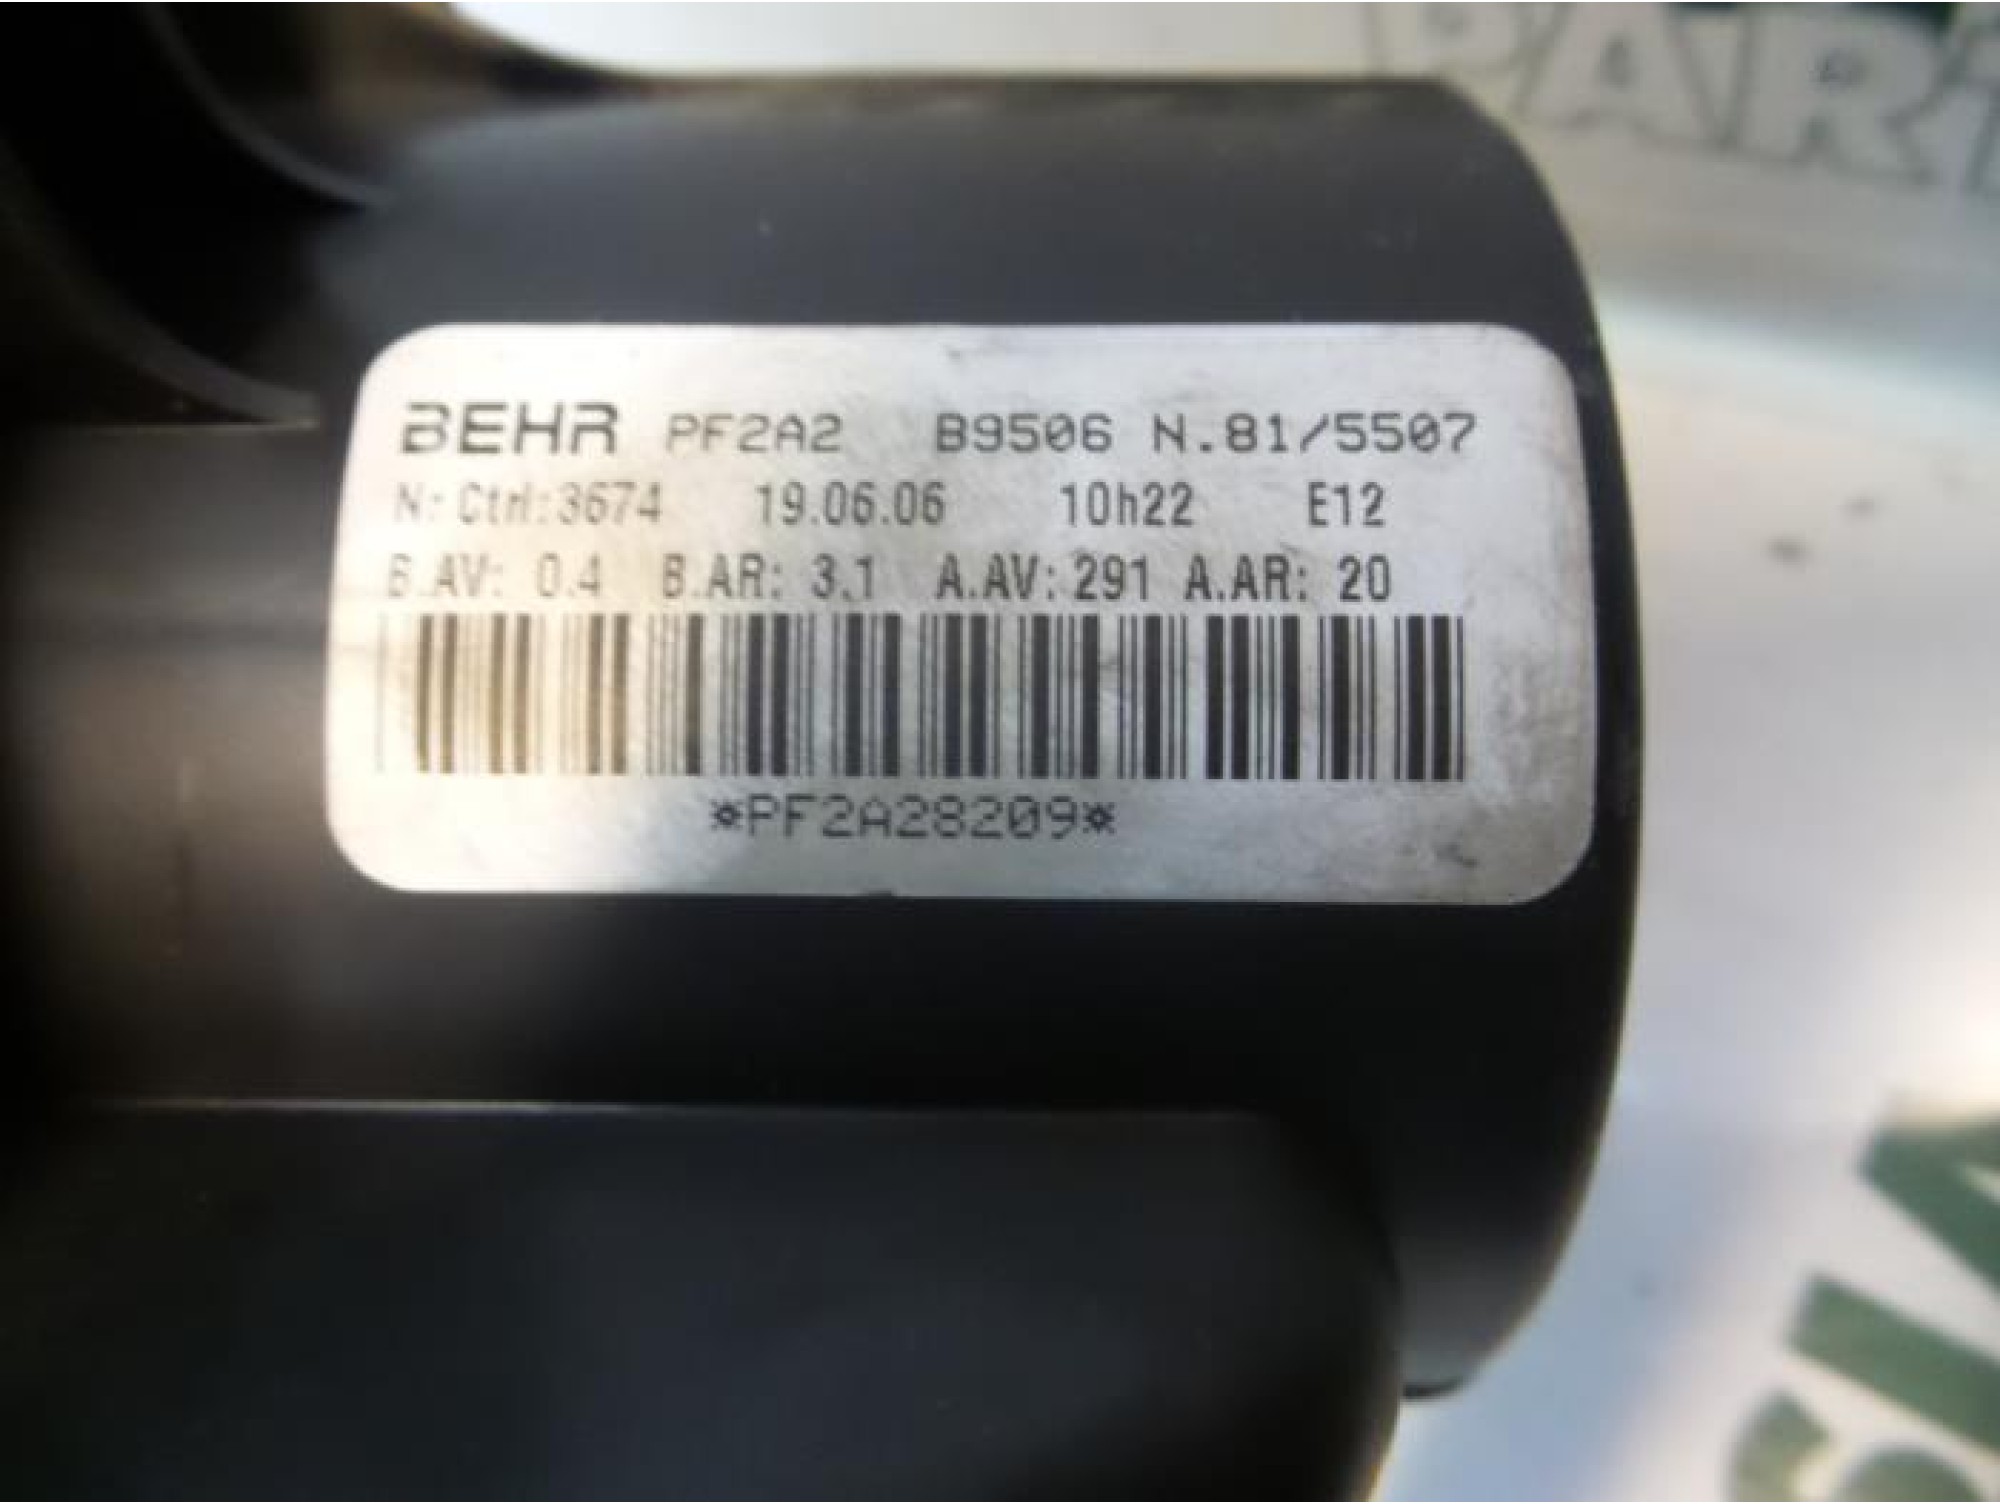 PAR
BEHR PF2A2 B9506 N.81/5507
N: Ctrl:3674 19.06.06 10h22 E12
B.AV: 0.4 B.AR: 3.1 A.AV: 291 A.AR: 20
*PF2A28209*